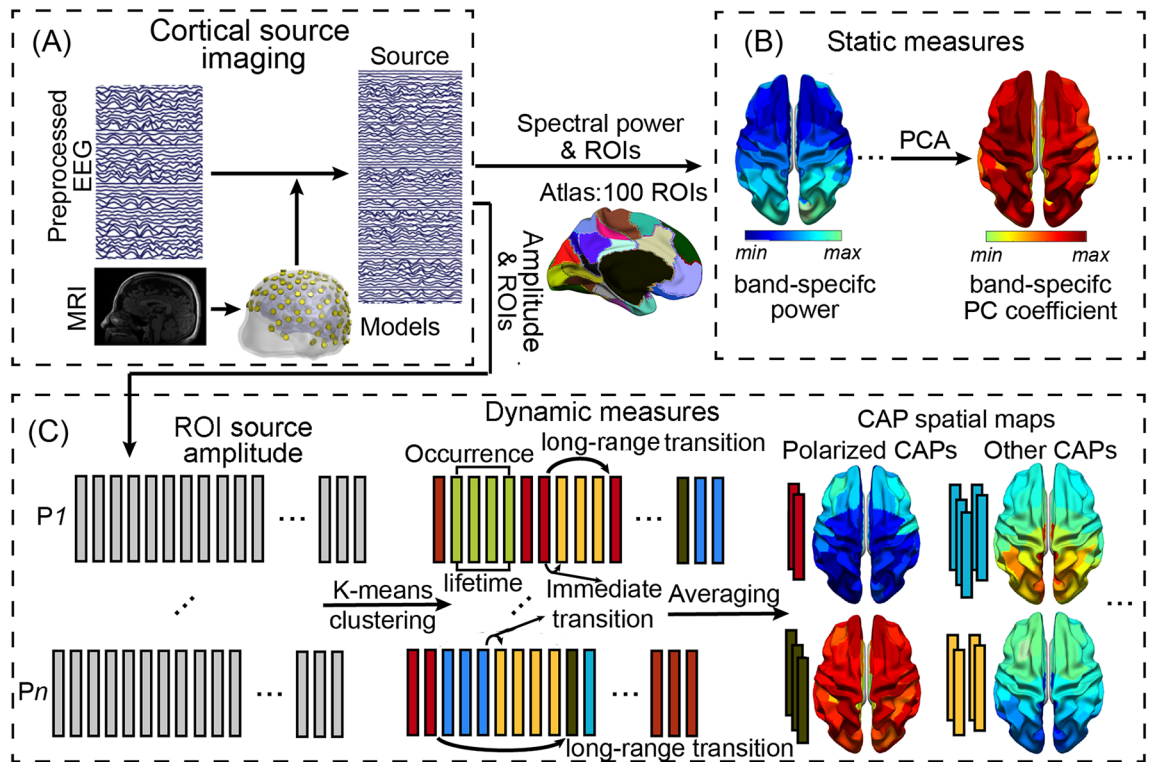 (A)
Cortical source
imaging
Source
Preprocessed
EEG
MRI
Models
Spectral power
& ROIs
Atlas:100 ROIs
Amplitude
& ROIs
(B)
Static measures
...
PCA
...
min
max
band-specifc
power
min
max
band-specifc
PC coefficient
(C)
ROI source
amplitude
Dynamic measures
CAP spatial maps
Occurrence
long-range transition
Polarized CAPs
Other CAPs
P1
...
...
lifetime
Immediate
transition
...
K-means
clustering
...
Averaging
...
Pn
...
...
long-range transition